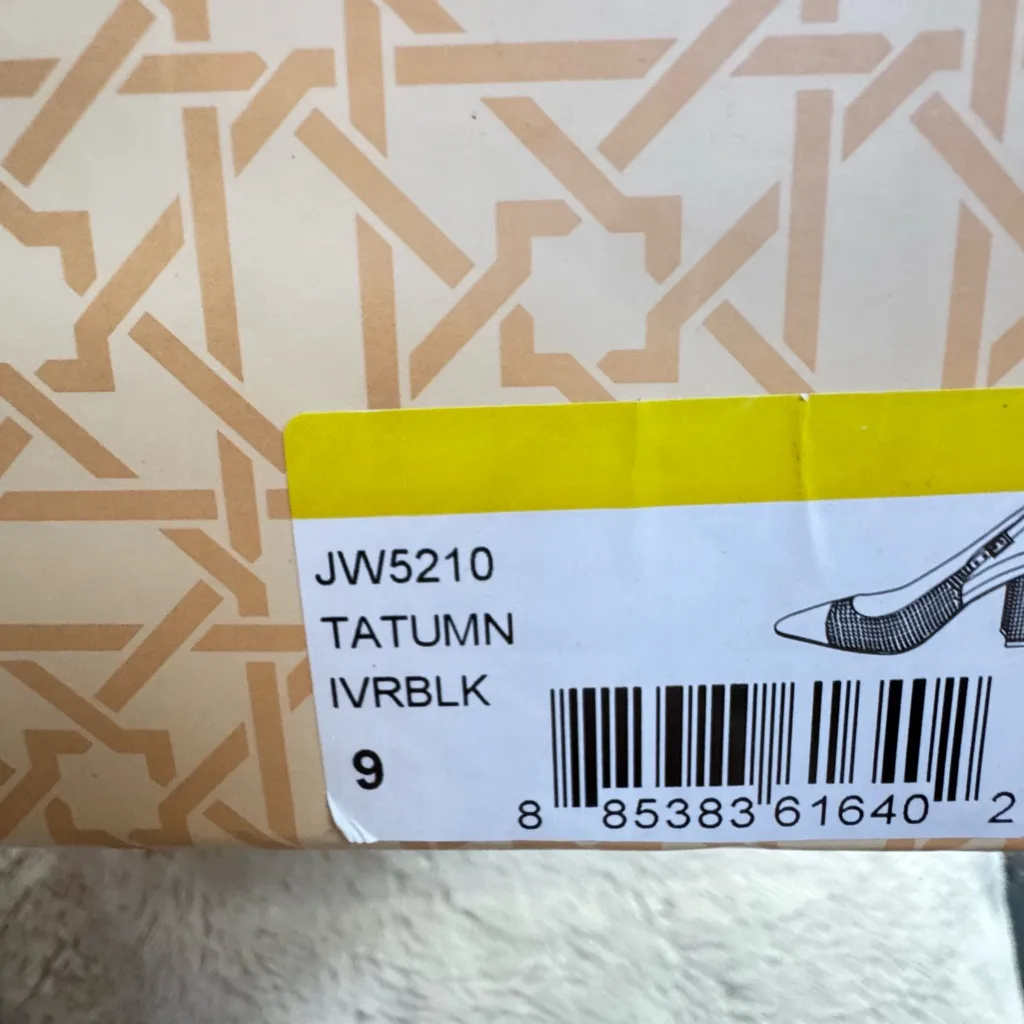 JW5210
TATUMN
IVRBLK
9
8 85383 61640 2